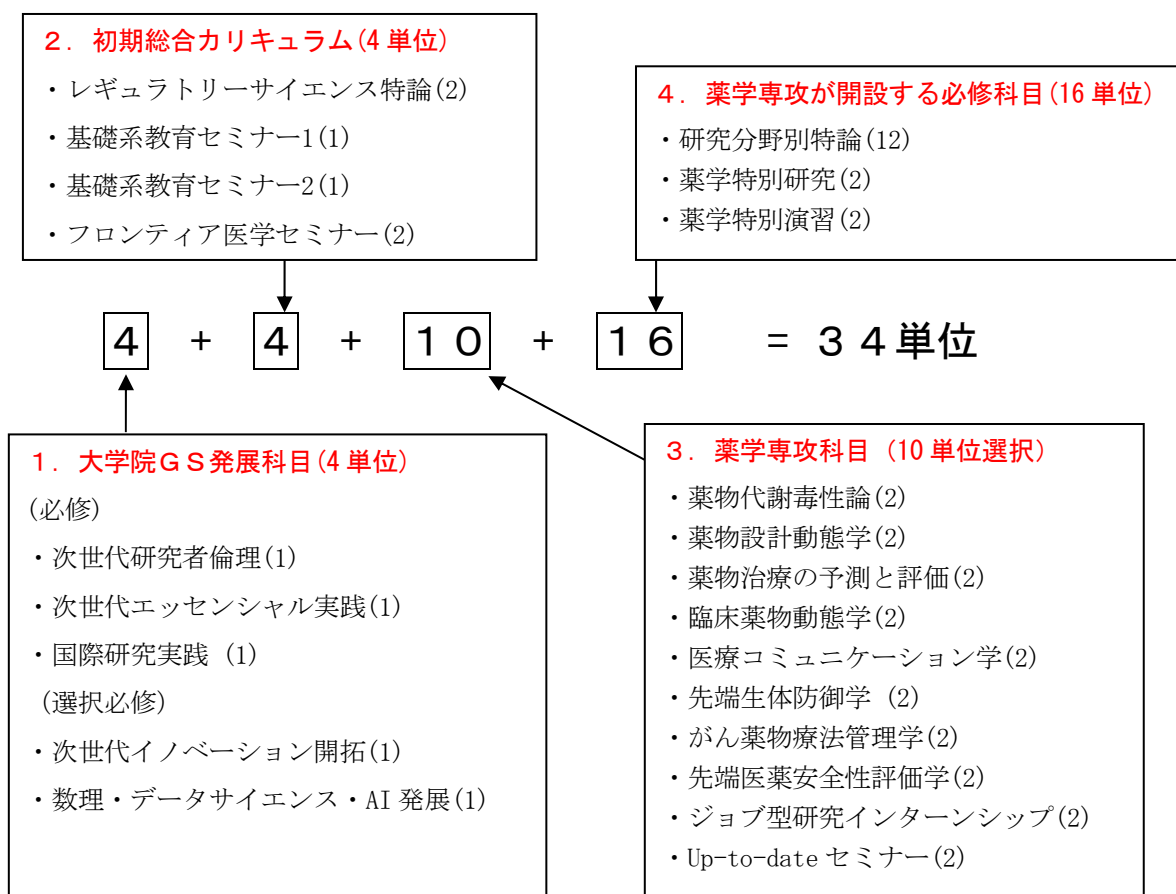 ２．初期総合カリキュラム(4 単位)
・レギュラトリーサイエンス特論(2)
・基礎系教育セミナー1(1)
・基礎系教育セミナー2(1)
・フロンティア医学セミナー(2)
４．薬学専攻が開設する必修科目(16 単位)
・研究分野別特論(12)
・薬学特別研究(2)
・薬学特別演習(2)
４ + ４ + １０ + １６ = ３４単位
１．大学院ＧＳ発展科目(4 単位)
(必修)
・次世代研究者倫理(1)
・次世代エッセンシャル実践(1)
・国際研究実践 (1)
(選択必修)
・次世代イノベーション開拓(1)
・数理・データサイエンス・AI 発展(1)
３．薬学専攻科目 (10 単位選択)
・薬物代謝毒性論(2)
・薬物設計動態学(2)
・薬物治療の予測と評価(2)
・臨床薬物動態学(2)
・医療コミュニケーション学(2)
・先端生体防御学 (2)
・がん薬物療法管理学(2)
・先端医薬安全性評価学(2)
・ジョブ型研究インターンシップ(2)
・Up-to-date セミナー(2)